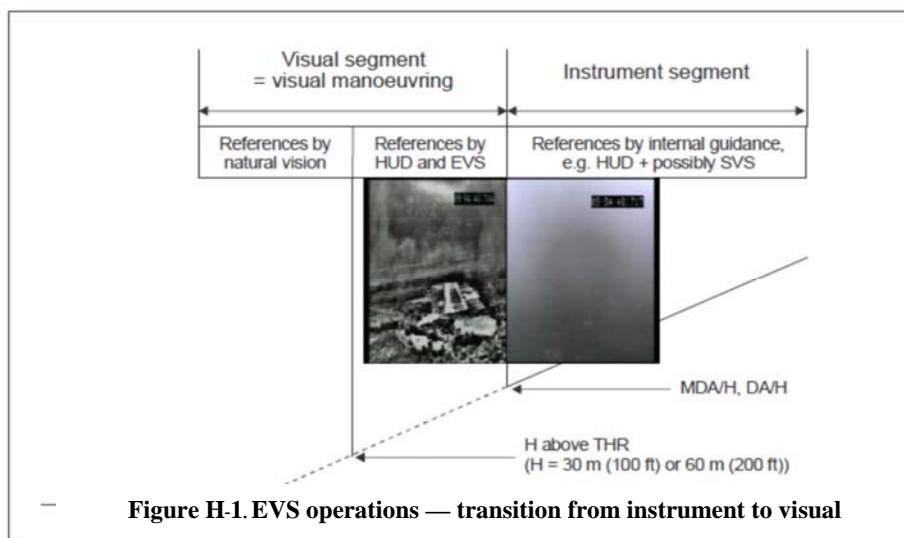 Visual segment
= visual manoeuvring
Instrument segment
References by
natural vision
References by
HUD and EVS
References by internal guidance,
e.g. HUD + possibly SVS
MDA/H, DA/H
H above THR
(H = 30 m (100 ft) or 60 m (200 ft))
Figure H-1. EVS operations — transition from instrument to visual